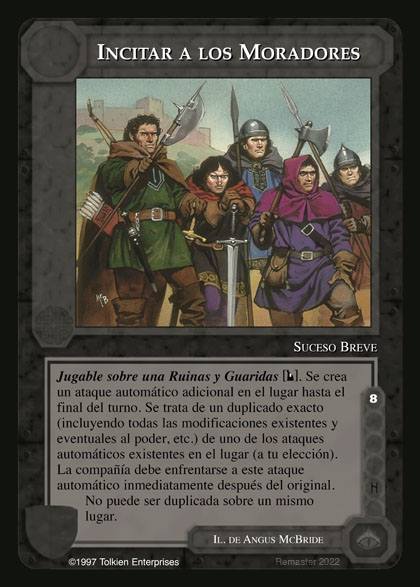 Incitar a los Moradores
McB
Suceso Breve
Jugable sobre una Ruinas y Guaridas []. Se crea
un ataque automático adicional en el lugar hasta el
final del turno. Se trata de un duplicado exacto
(incluyendo todas las modificaciones existentes y
eventuales al poder, etc.) de uno de los ataques
automáticos existentes en el lugar (a tu elección).
La compañía debe enfrentarse a este ataque
automático inmediatamente después del original.
No puede ser duplicada sobre un mismo
lugar.
8
H
Il. de Angus McBride
©1997 Tolkien Enterprises
Remaster 2022